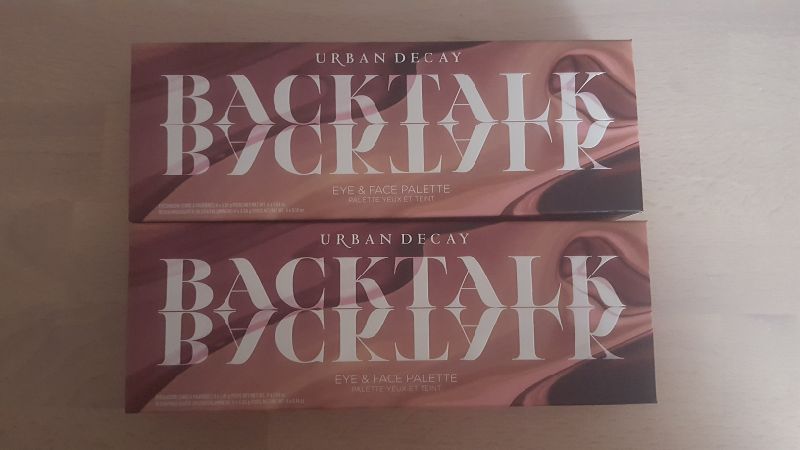 URBAN DECAY
BACKTALK
BACKTALK
EYE & FACE PALETTE
PALETTE YEUX ET TEINT
URBAN DECAY
BACKTALK
BACKTALK
EYE & FACE PALETTE
PALETTE YEUX ET TEINT